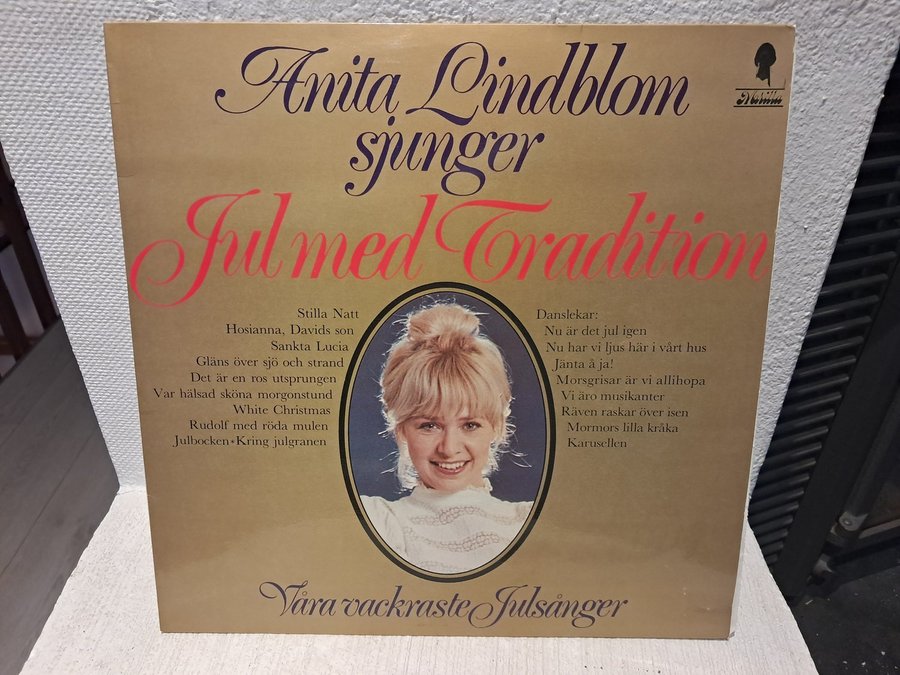 Anita Lindblom
sjunger
Jul med Tradition
Stilla Natt
Hosianna, Davids son
Sankta Lucia
Gläns över sjö och strand
Det är en ros utsprungen
Var hälsad sköna morgonstund
White Christmas
Rudolf med röda mulen
Julbocken•Kring julgranen
Danslekar:
Nu är det jul igen
Nu har vi ljus här i vårt hus
Jänta å ja!
Morsgrisar är vi allihopa
Vi äro musikanter
Räven raskar över isen
Mormors lilla kråka
Karusellen
Våra vackraste Julsånger